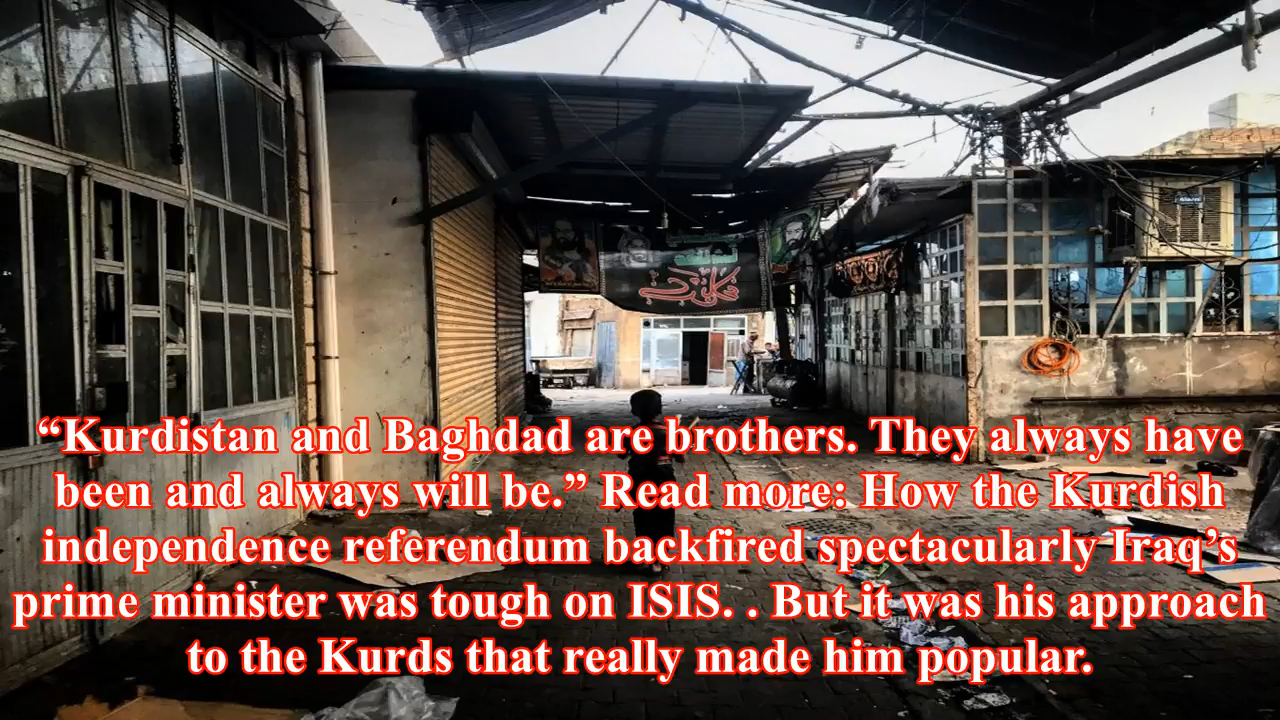 “Kurdistan and Baghdad are brothers. They always have
been and always will be.” Read more: How the Kurdish
independence referendum backfired spectacularly Iraq’s
prime minister was tough on ISIS. . But it was his approach
to the Kurds that really made him popular.